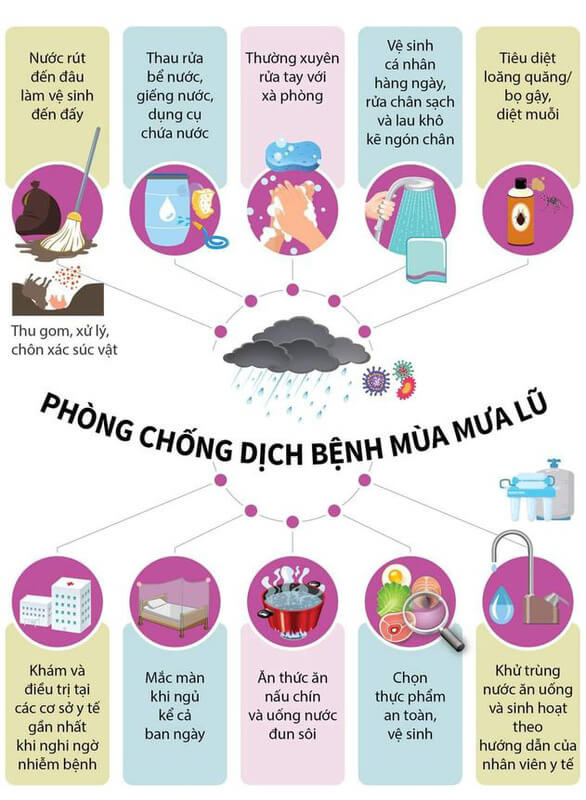 Nước rút
đến đâu
làm vệ sinh
đến đấy
Thau rửa
bể nước,
giếng nước,
dụng cụ
chứa nước
Thường xuyên
rửa tay với
xà phòng
Vệ sinh
cá nhân
hàng ngày,
rửa chân sạch
và lau khô
kẽ ngón chân
Tiêu diệt
loăng quăng/
bọ gậy,
diệt muỗi
Thu gom, xử lý,
chôn xác súc vật
PHÒNG CHỐNG DỊCH BỆNH MÙA MƯA LŨ
Khám và
điều trị tại
các cơ sở y tế
gần nhất
khi nghi ngờ
nhiễm bệnh
Mắc màn
khi ngủ
kể cả
ban ngày
Ăn thức ăn
nấu chín
và uống nước
đun sôi
Chọn
thực phẩm
an toàn,
vệ sinh
Khử trùng
nước ăn uống
và sinh hoạt
theo
hướng dẫn của
nhân viên y tế